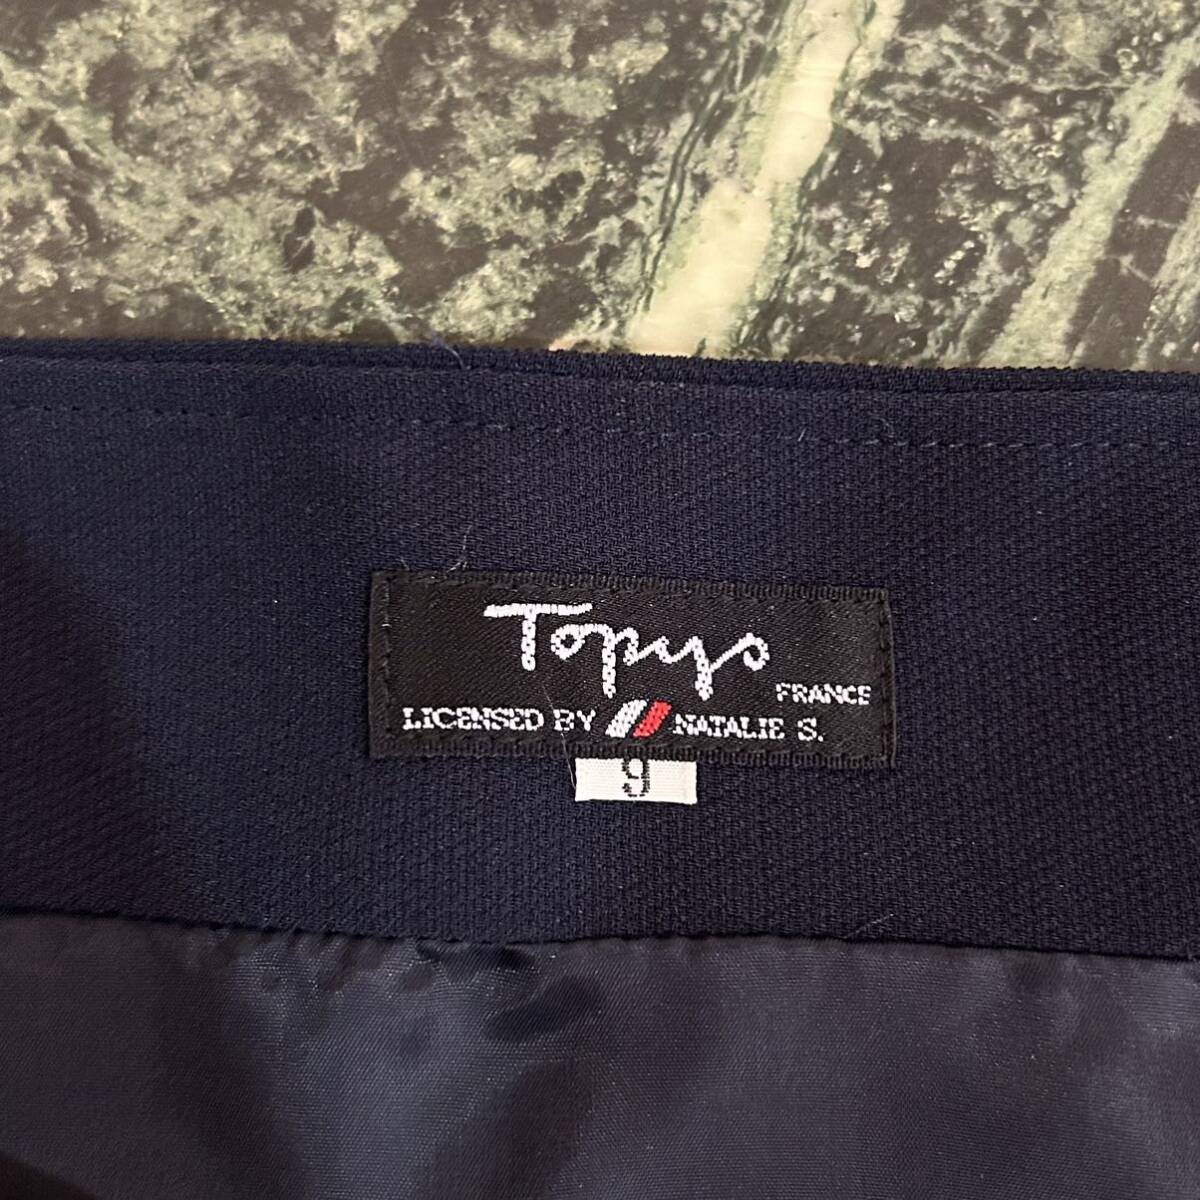 Topys
FRANCE
LICENSED BY NATALIE S.
9